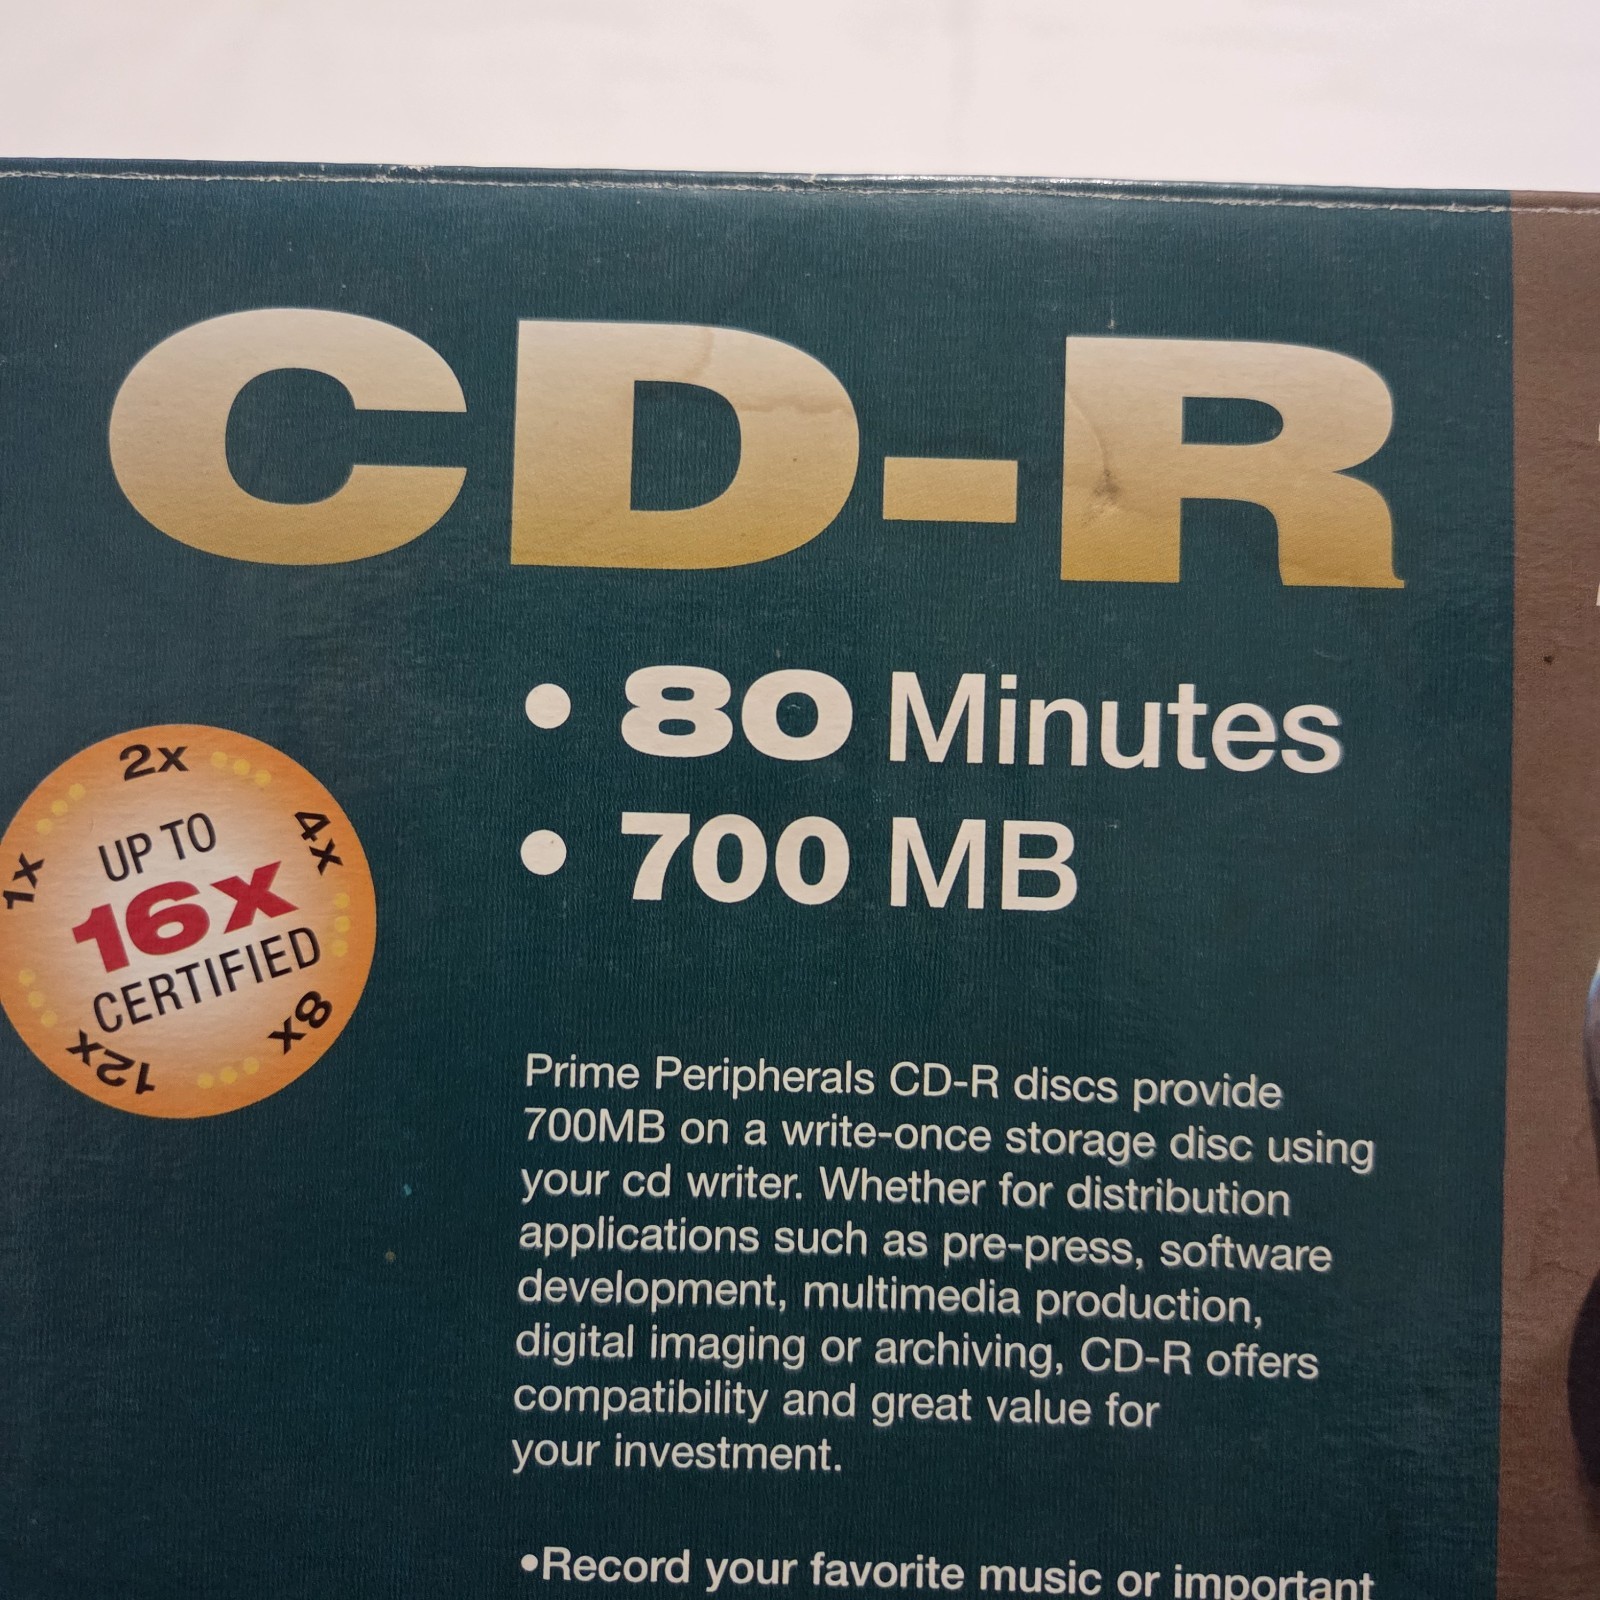 CD-R
• 80 Minutes
• 700 MB
1x
2x
4x
8x
12x
UP TO
16X
CERTIFIED
Prime Peripherals CD-R discs provide
700MB on a write-once storage disc using
your cd writer. Whether for distribution
applications such as pre-press, software
development, multimedia production,
digital imaging or archiving, CD-R offers
compatibility and great value for
your investment.
•Record your favorite music or important